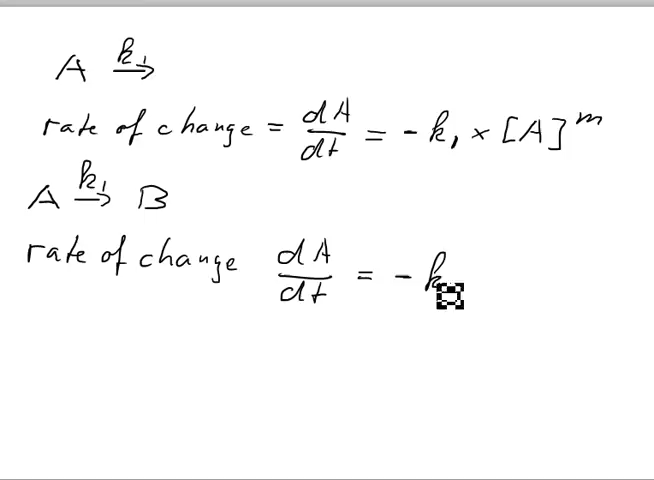 A k₁ →
rate of change = dA/dt = - k₁ × [A]ᵐ
A k₁ → B
rate of change dA/dt = - k